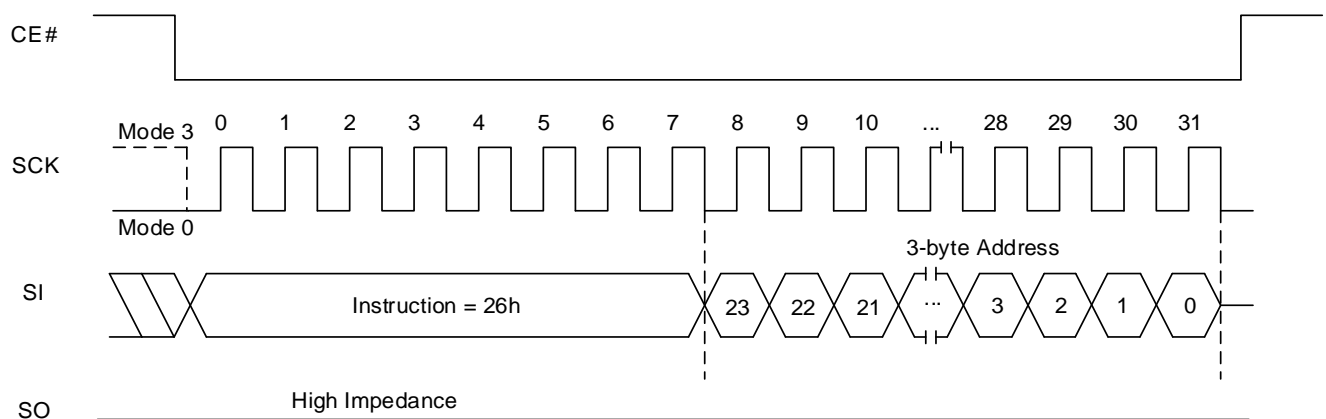 CE#
SCK
Mode 3
0 1 2 3 4 5 6 7 8 9 10 ... 28 29 30 31
Mode 0
3-byte Address
SI
Instruction = 26h
23 22 21 ... 3 2 1 0
SO
High Impedance